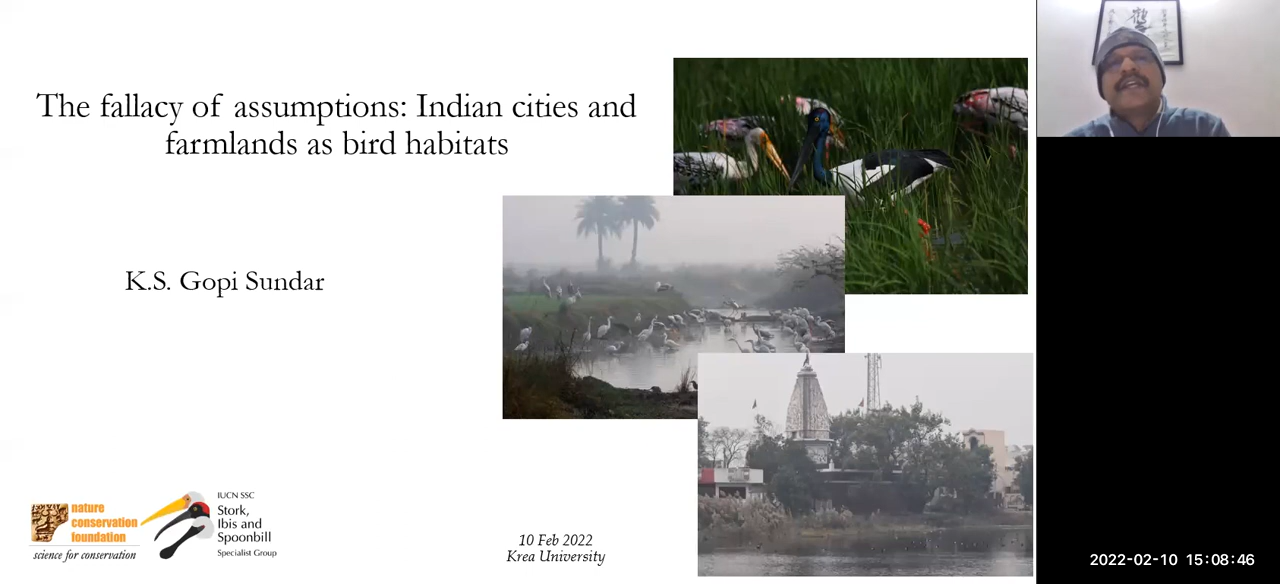 The fallacy of assumptions: Indian cities and
farmlands as bird habitats
K.S. Gopi Sundar
nature
conservation
foundation
science for conservation
IUCN SSC
Stork,
Ibis and
Spoonbill
Specialist Group
10 Feb 2022
Krea University
2022-02-10 15:08:46